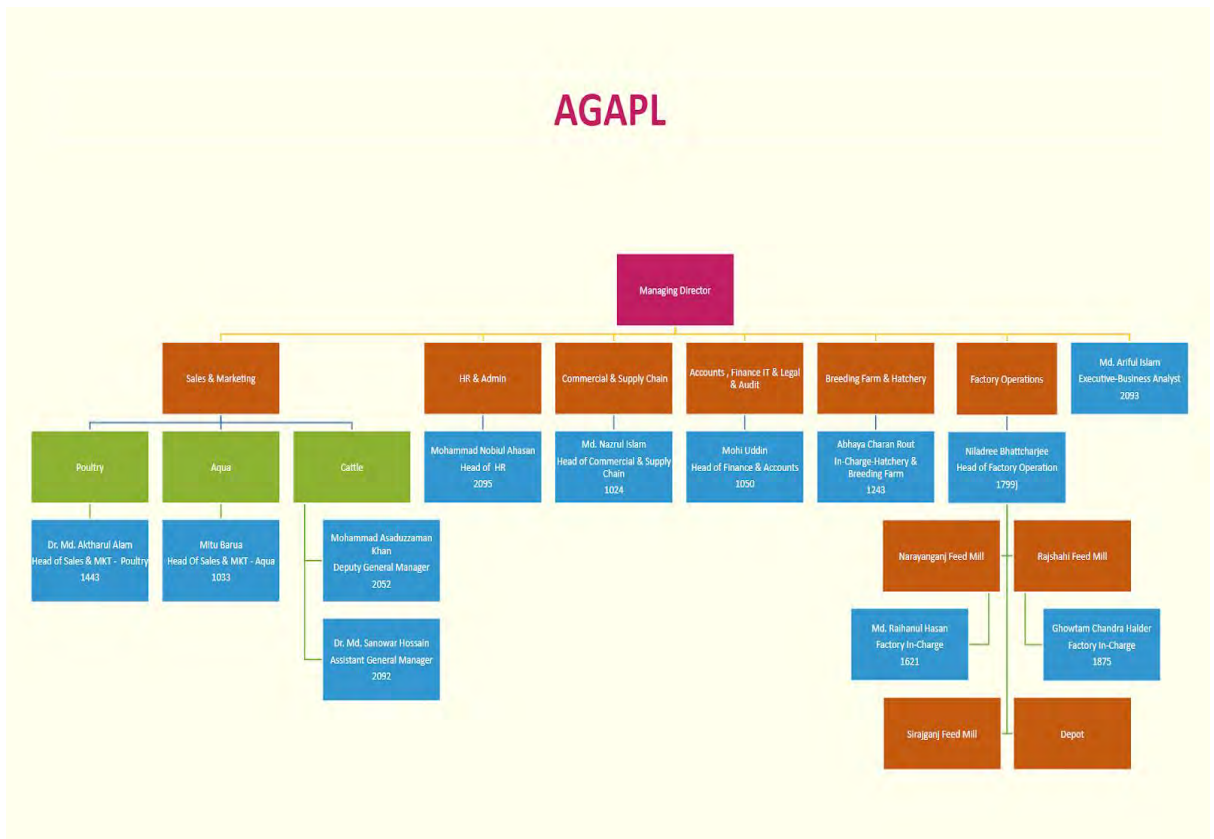 AGAPL
Managing Director
Sales & Marketing
HR & Admin
Commercial & Supply Chain
Accounts , Finance IT & Legal
& Audit
Breeding Farm & Hatchery
Factory Operations
Md. Ariful Islam
Executive-Business Analyst
2093
Poultry
Aqua
Cattle
Mohammad Nobiul Ahasan
Head of HR
2095
Md. Nazrul Islam
Head of Commercial & Supply
Chain
1024
Mohi Uddin
Head of Finance & Accounts
1050
Abhaya Charan Rout
In-Charge-Hatchery &
Breeding Farm
1243
Niladree Bhattcharjee
Head of Factory Operation
1799)
Dr. Md. Aktharul Alam
Head of Sales & MKT - Poultry
1443
Mitu Barua
Head Of Sales & MKT - Aqua
1033
Mohammad Asaduzzaman
Khan
Deputy General Manager
2052
Dr. Md. Sanowar Hossain
Assistant General Manager
2092
Narayanganj Feed Mill
Rajshahi Feed Mill
Md. Raihanul Hasan
Factory In-Charge
1621
Ghowtam Chandra Halder
Factory In-Charge
1875
Sirajganj Feed Mill
Depot